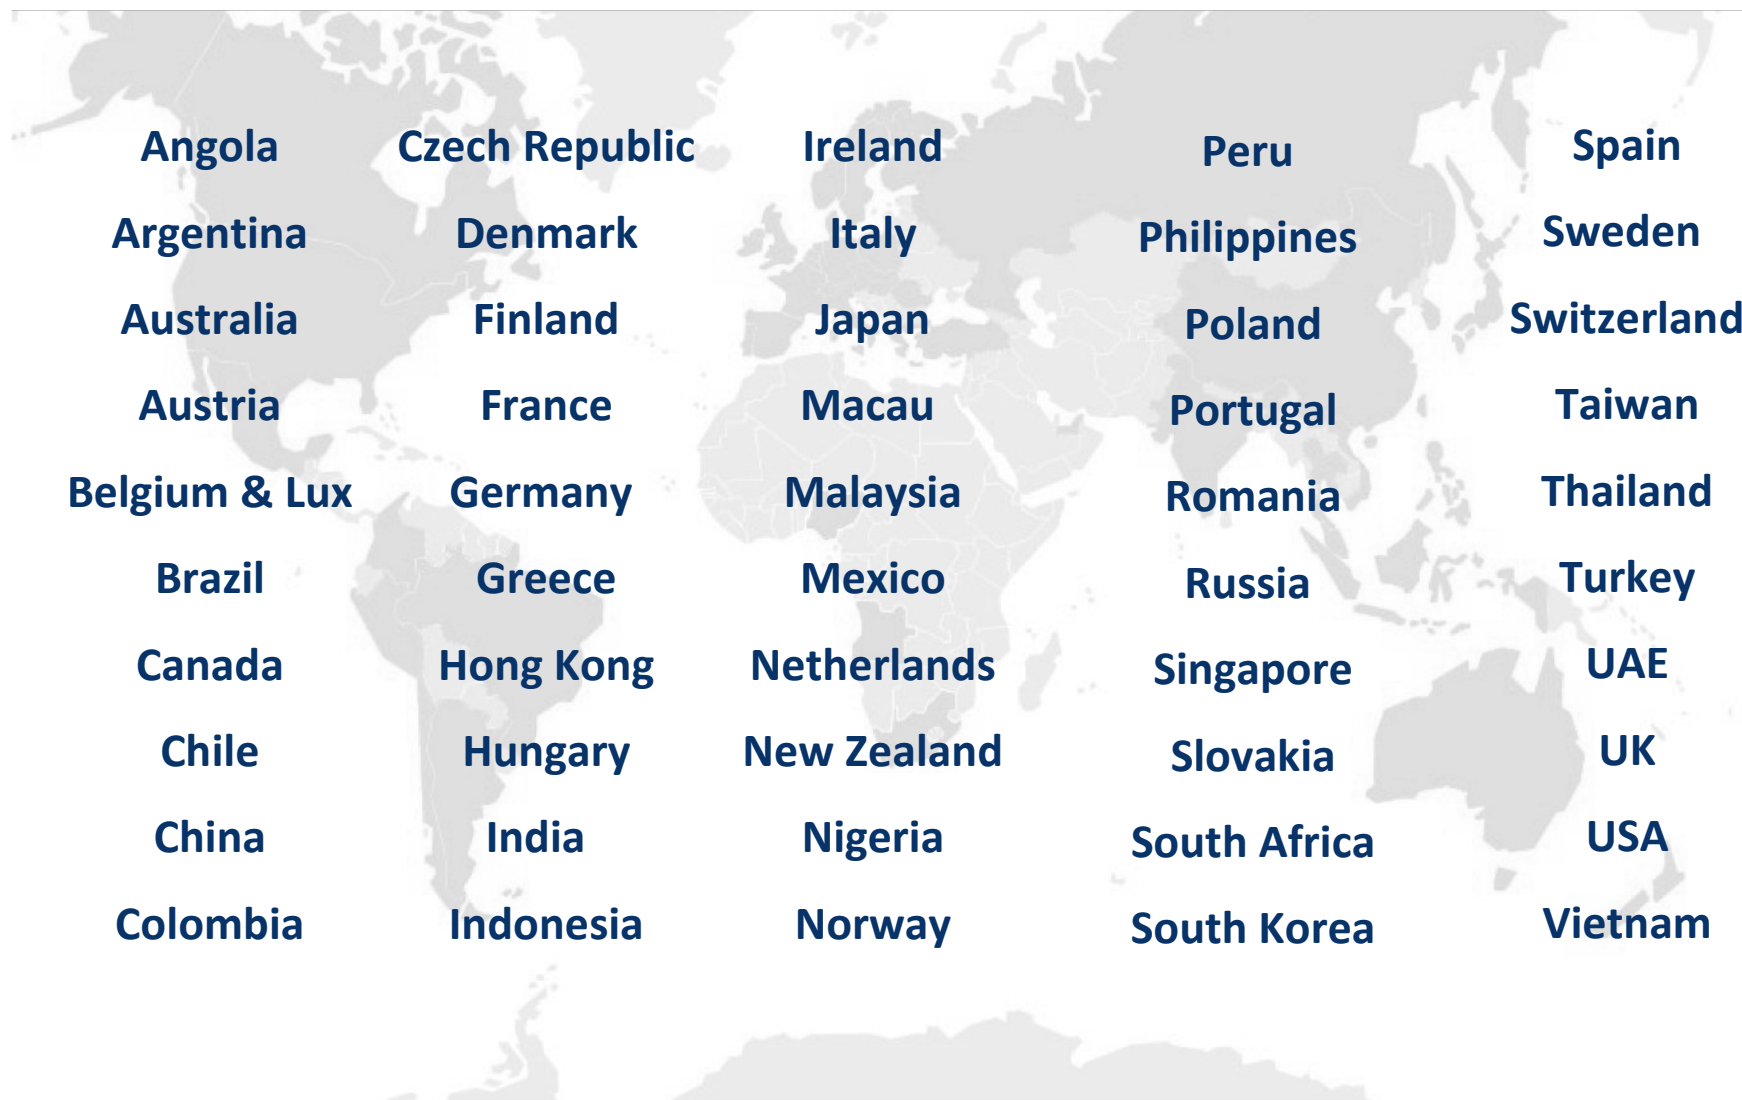 Angola
Argentina
Australia
Austria
Belgium & Lux
Brazil
Canada
Chile
China
Colombia
Czech Republic
Denmark
Finland
France
Germany
Greece
Hong Kong
Hungary
India
Indonesia
Ireland
Italy
Japan
Macau
Malaysia
Mexico
Netherlands
New Zealand
Nigeria
Norway
Peru
Philippines
Poland
Portugal
Romania
Russia
Singapore
Slovakia
South Africa
South Korea
Spain
Sweden
Switzerland
Taiwan
Thailand
Turkey
UAE
UK
USA
Vietnam